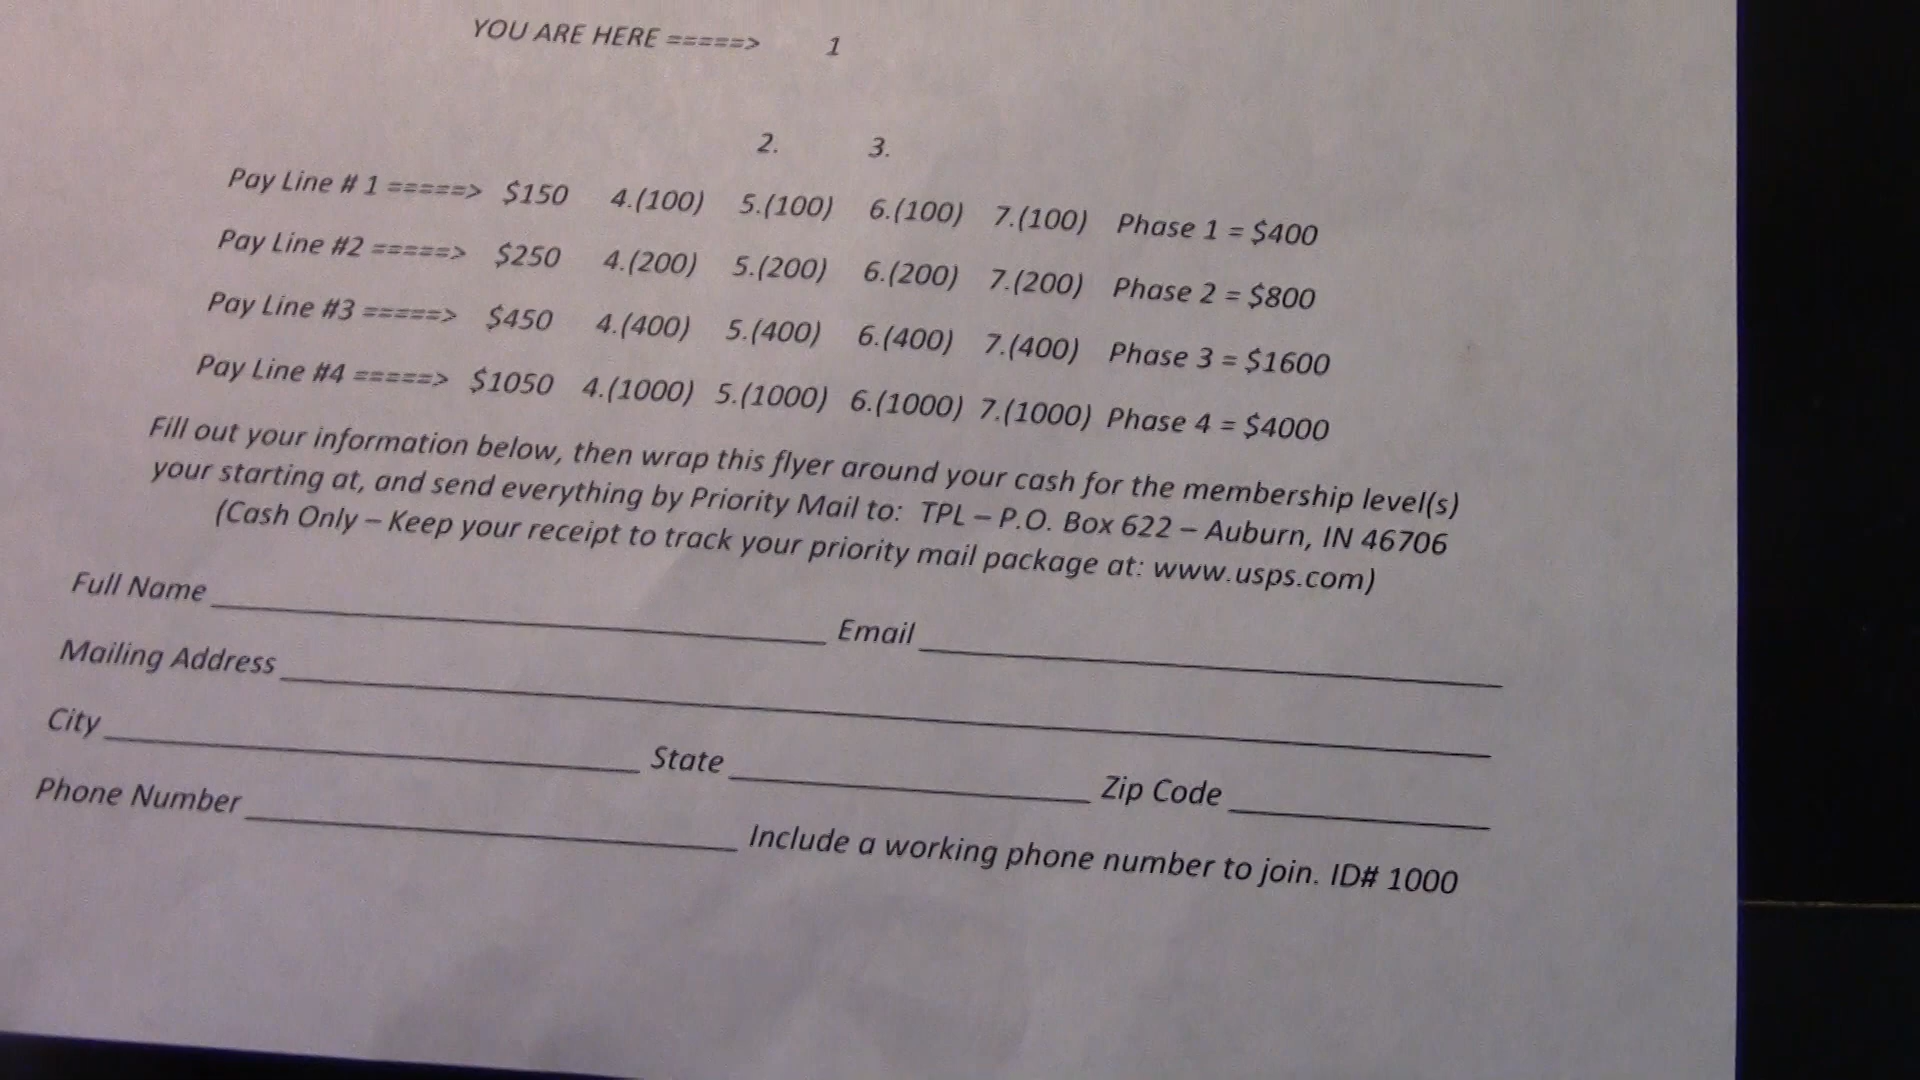 YOU ARE HERE =====> 1
2. 3.
Pay Line # 1 =====> $150 4.(100) 5.(100) 6.(100) 7.(100) Phase 1 = $400
Pay Line #2 =====> $250 4.(200) 5.(200) 6.(200) 7.(200) Phase 2 = $800
Pay Line #3 =====> $450 4.(400) 5.(400) 6.(400) 7.(400) Phase 3 = $1600
Pay Line #4 =====> $1050 4.(1000) 5.(1000) 6.(1000) 7.(1000) Phase 4 = $4000
Fill out your information below, then wrap this flyer around your cash for the membership level(s)
your starting at, and send everything by Priority Mail to: TPL – P.O. Box 622 – Auburn, IN 46706
(Cash Only – Keep your receipt to track your priority mail package at: www.usps.com)
Full Name Email
Mailing Address
City State Zip Code
Phone Number Include a working phone number to join. ID# 1000